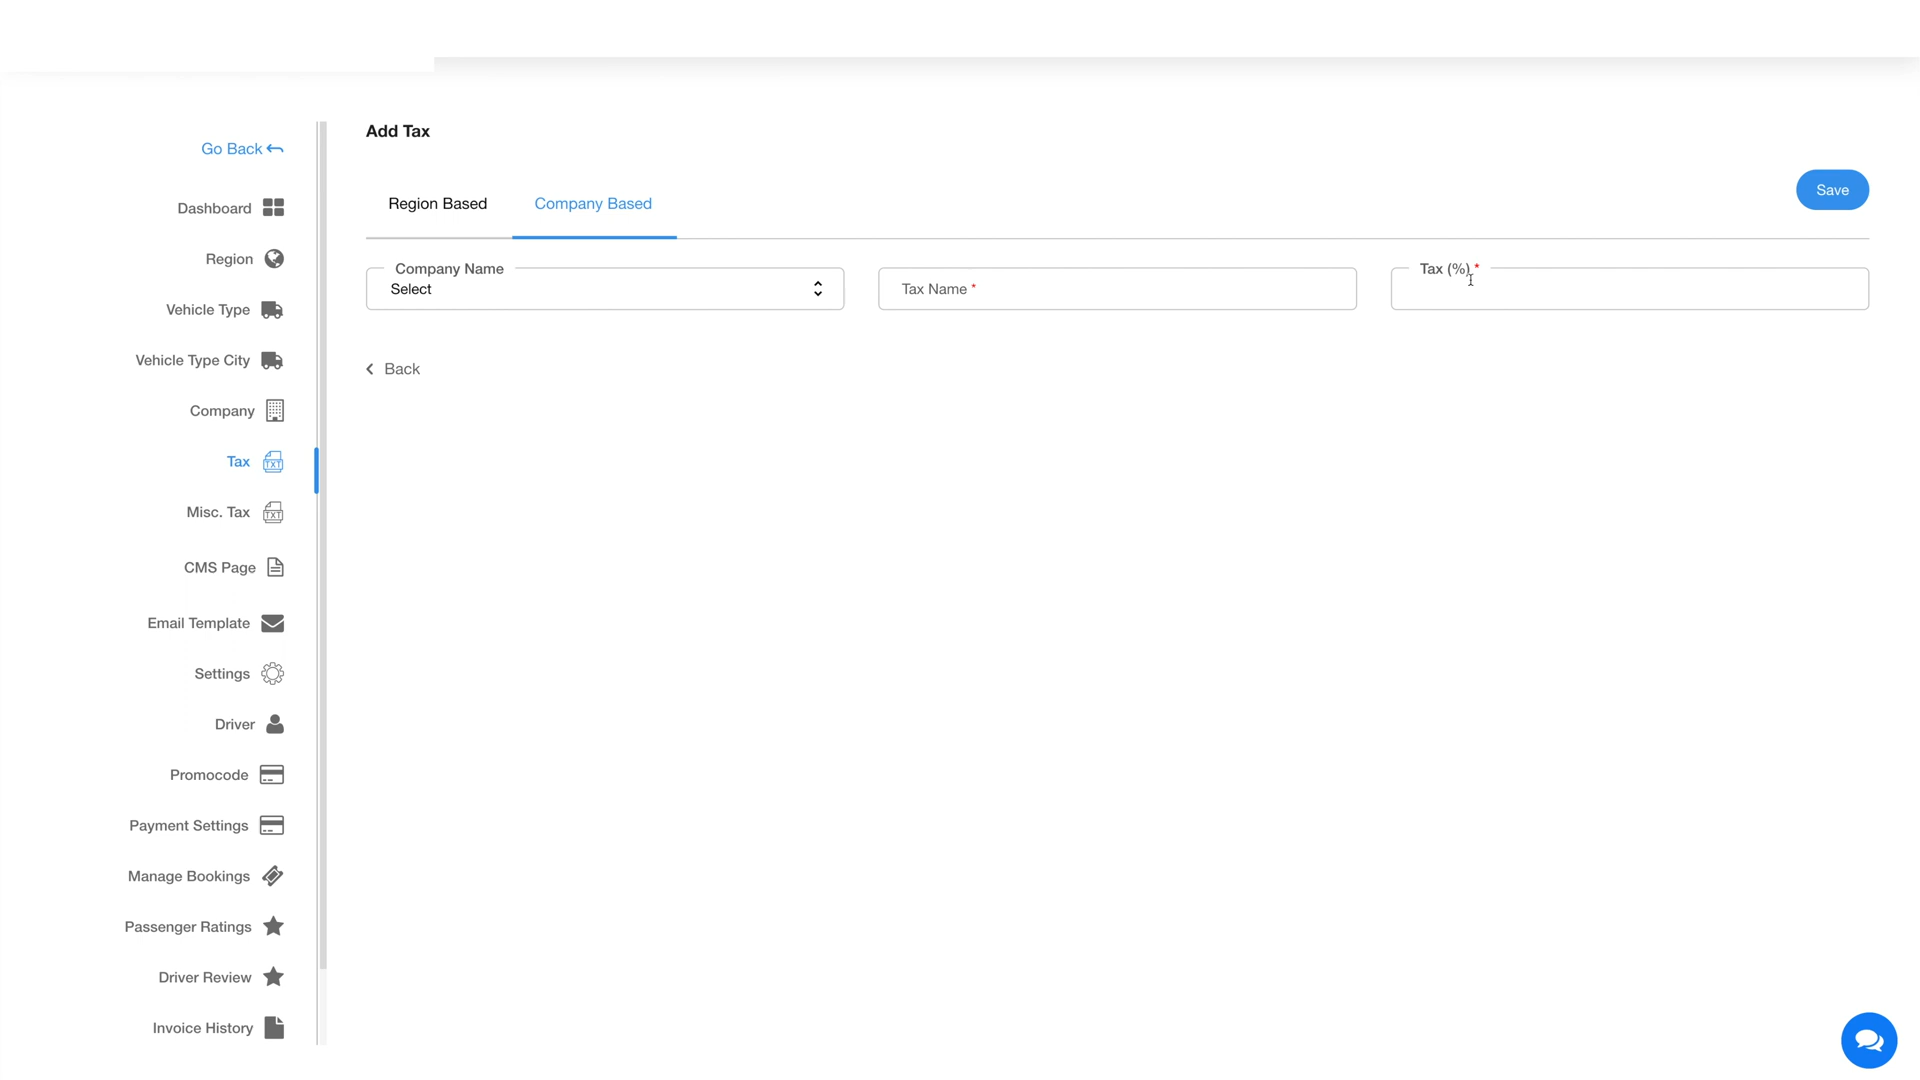 Add Tax
Go Back
Save
Region Based
Company Based
Dashboard
Region
Company Name
Select
Tax Name *
Tax (%) *
Vehicle Type
Vehicle Type City
Back
Company
Tax
TXT
Misc. Tax
TXT
CMS Page
Email Template
Settings
Driver
Promocode
Payment Settings
Manage Bookings
Passenger Ratings
Driver Review
Invoice History